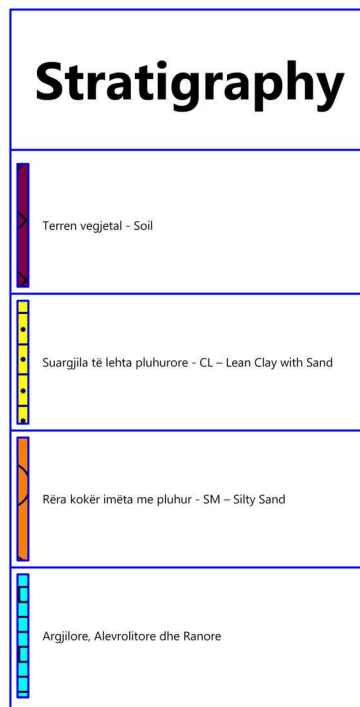 Stratigraphy
Terren vegjetal - Soil
Suargjila të lehta pluhurore - CL – Lean Clay with Sand
Rëra kokër imëta me pluhur - SM – Silty Sand
Argjilore, Alevrolitore dhe Ranore